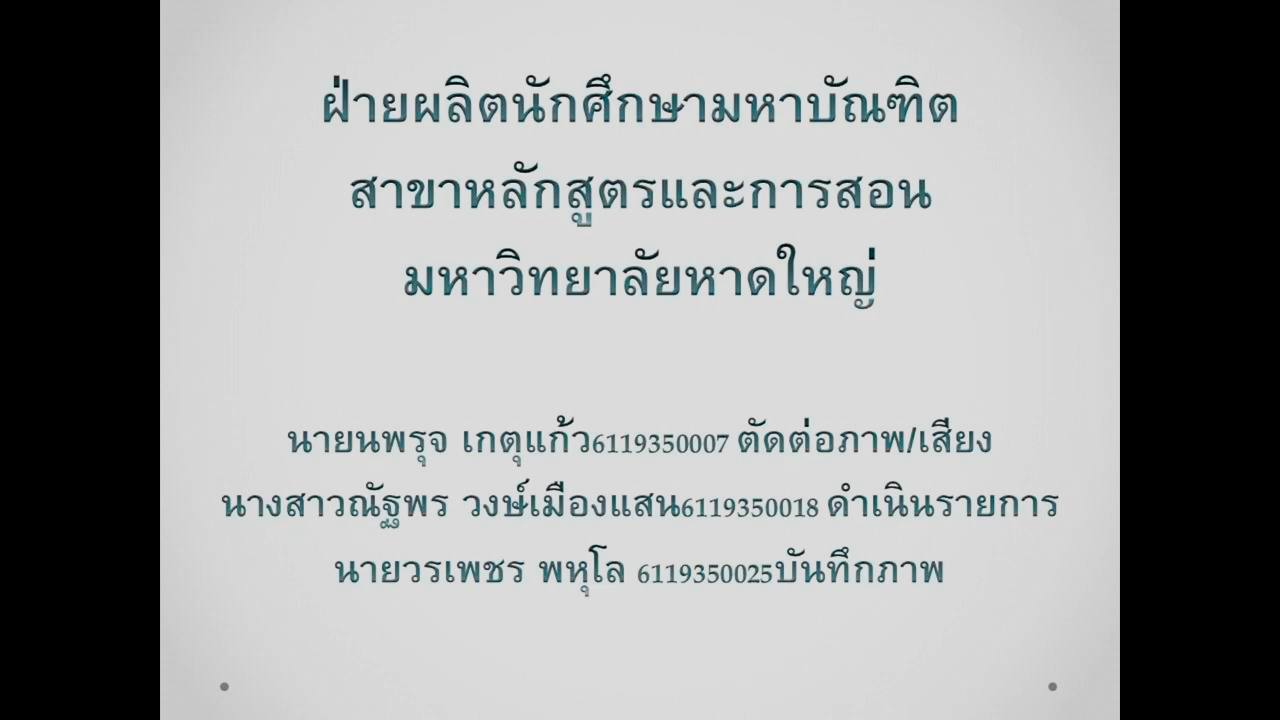 ฝ่ายผลิตนักศึกษามหาบัณฑิต
สาขาหลักสูตรและการสอน
มหาวิทยาลัยหาดใหญ่
นายนพรุจ เกตุแก้ว6119350007 ตัดต่อภาพ/เสียง
นางสาวณัฐพร วงษ์เมืองแสน6119350018 ดำเนินรายการ
นายวรเพชร พหุโล 6119350025บันทึกภาพ